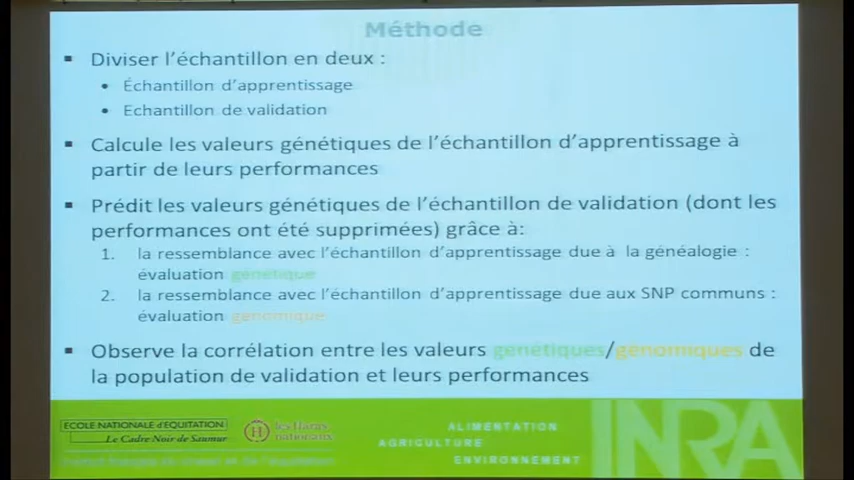 Méthode
Diviser l'échantillon en deux :
Échantillon d'apprentissage
Echantillon de validation
Calcule les valeurs génétiques de l'échantillon d'apprentissage à
partir de leurs performances
Prédit les valeurs génétiques de l'échantillon de validation (dont les
performances ont été supprimées) grâce à:
1. la ressemblance avec l'échantillon d'apprentissage due à la généalogie :
évaluation génétique
2. la ressemblance avec l'échantillon d'apprentissage due aux SNP communs :
évaluation génomique
Observe la corrélation entre les valeurs génétiques/génomiques de
la population de validation et leurs performances
ECOLE NATIONALE d'EQUITATION
Le Cadre Noir de Saumur
H
les Haras
nationaux
ALIMENTATION
AGRICULTURE
ENVIRONNEMENT
INRA